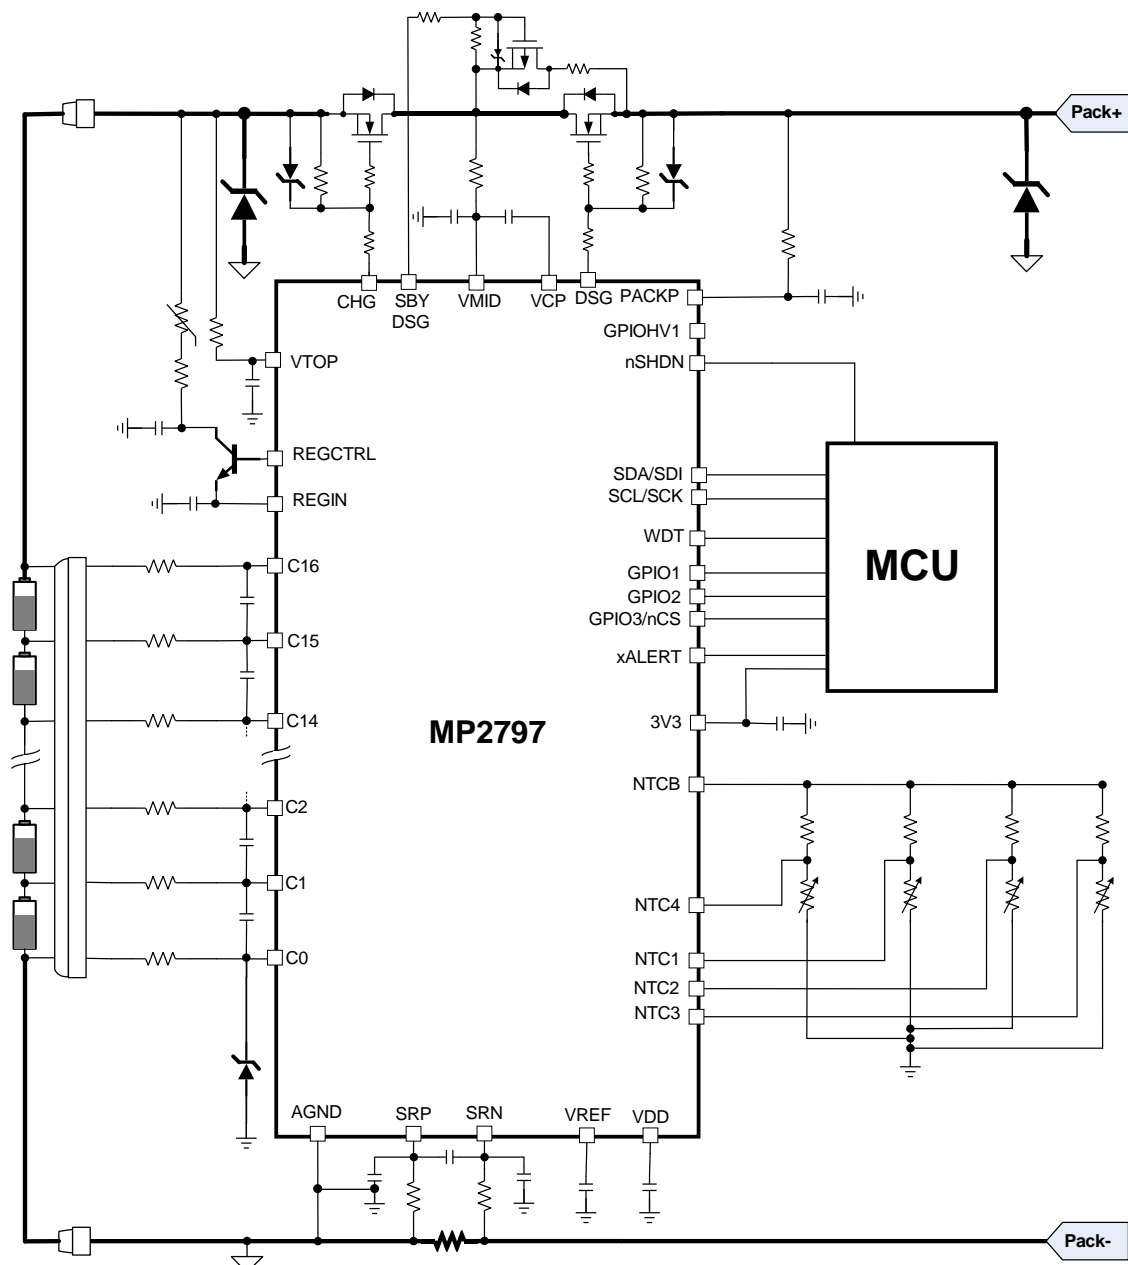 Pack+
CHG
SBY
DSG
VMID
VCP
DSG
PACKP
GPIOHV1
nSHDN
VTOP
REGCTRL
REGIN
SDA/SDI
SCL/SCK
WDT
GPIO1
GPIO2
GPIO3/nCS
xALERT
MCU
C16
C15
C14
3V3
MP2797
NTCB
C2
C1
C0
NTC4
NTC1
NTC2
NTC3
AGND
SRP
SRN
VREF
VDD
Pack-